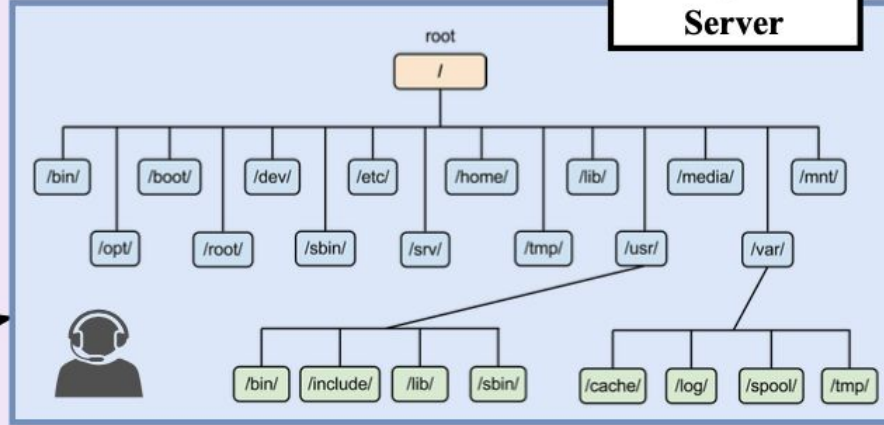 Server
root
/
/bin/ /boot/ /dev/ /etc/ /home/ /lib/ /media/ /mnt/
/opt/ /root/ /sbin/ /srv/ /tmp/ /usr/ /var/
/bin/ /include/ /lib/ /sbin/ /cache/ /log/ /spool/ /tmp/